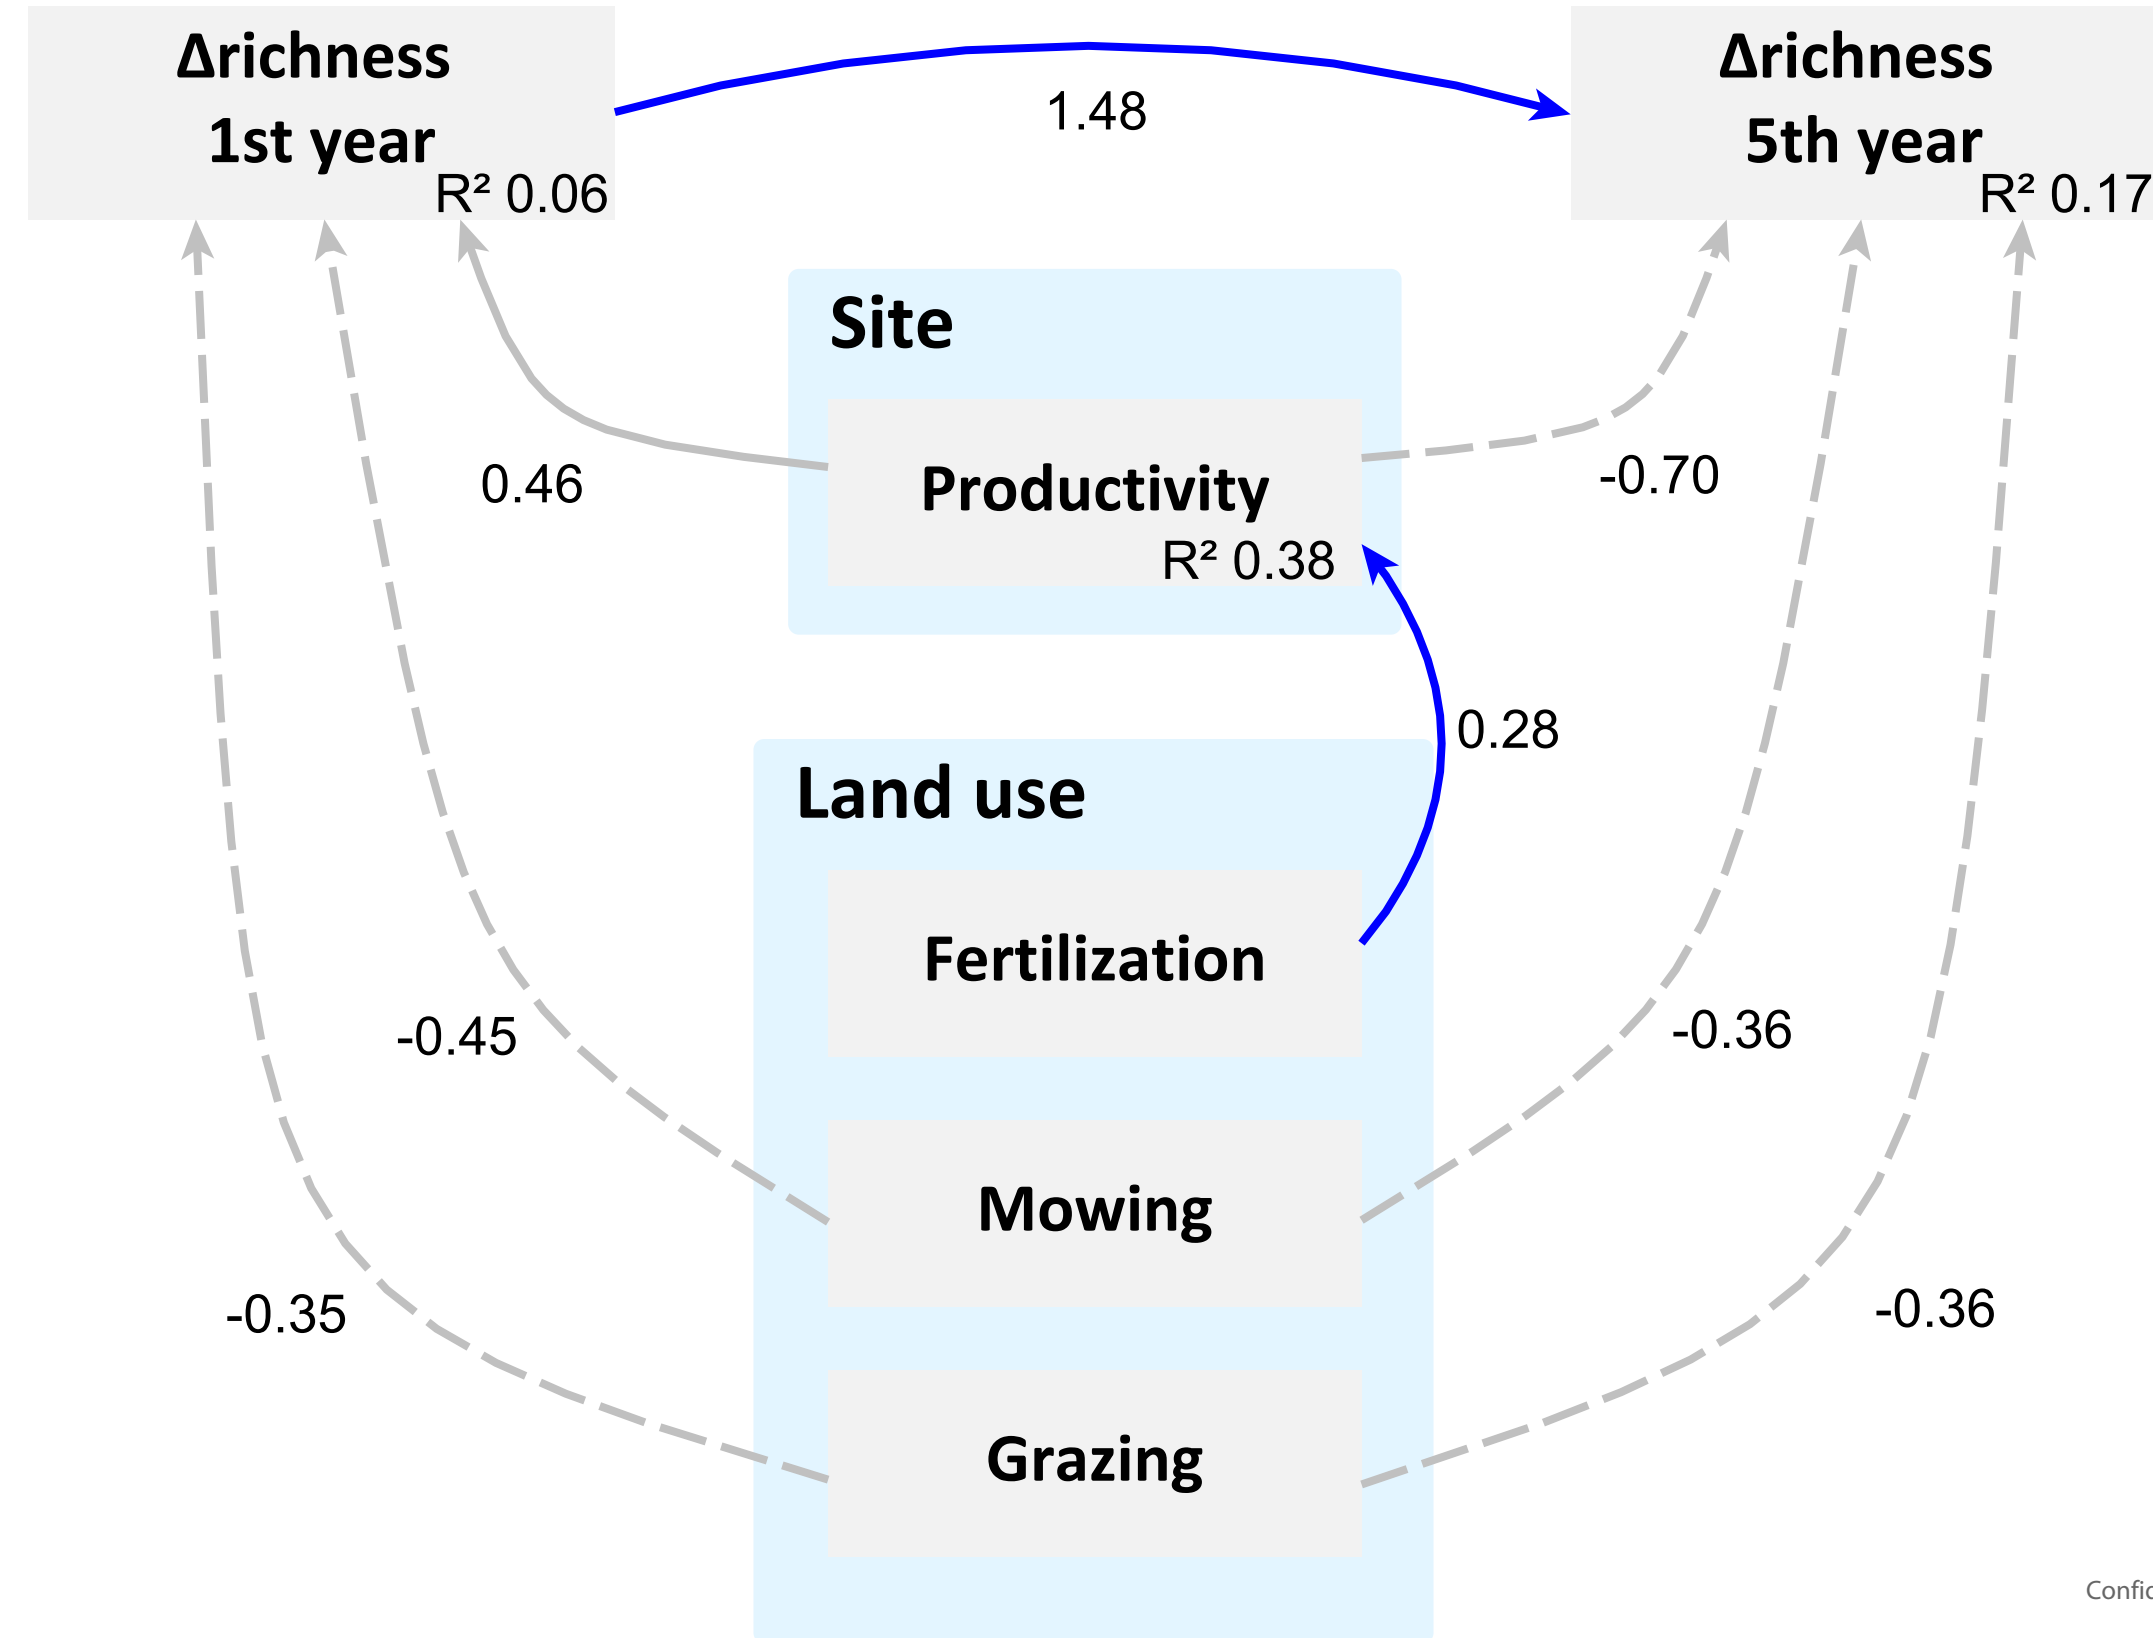 Δrichness
1st year
R² 0.06
1.48
Δrichness
5th year
R² 0.17
Site
Productivity
R² 0.38
0.46
-0.70
0.28
Land use
Fertilization
-0.45
-0.36
Mowing
-0.35
-0.36
Grazing